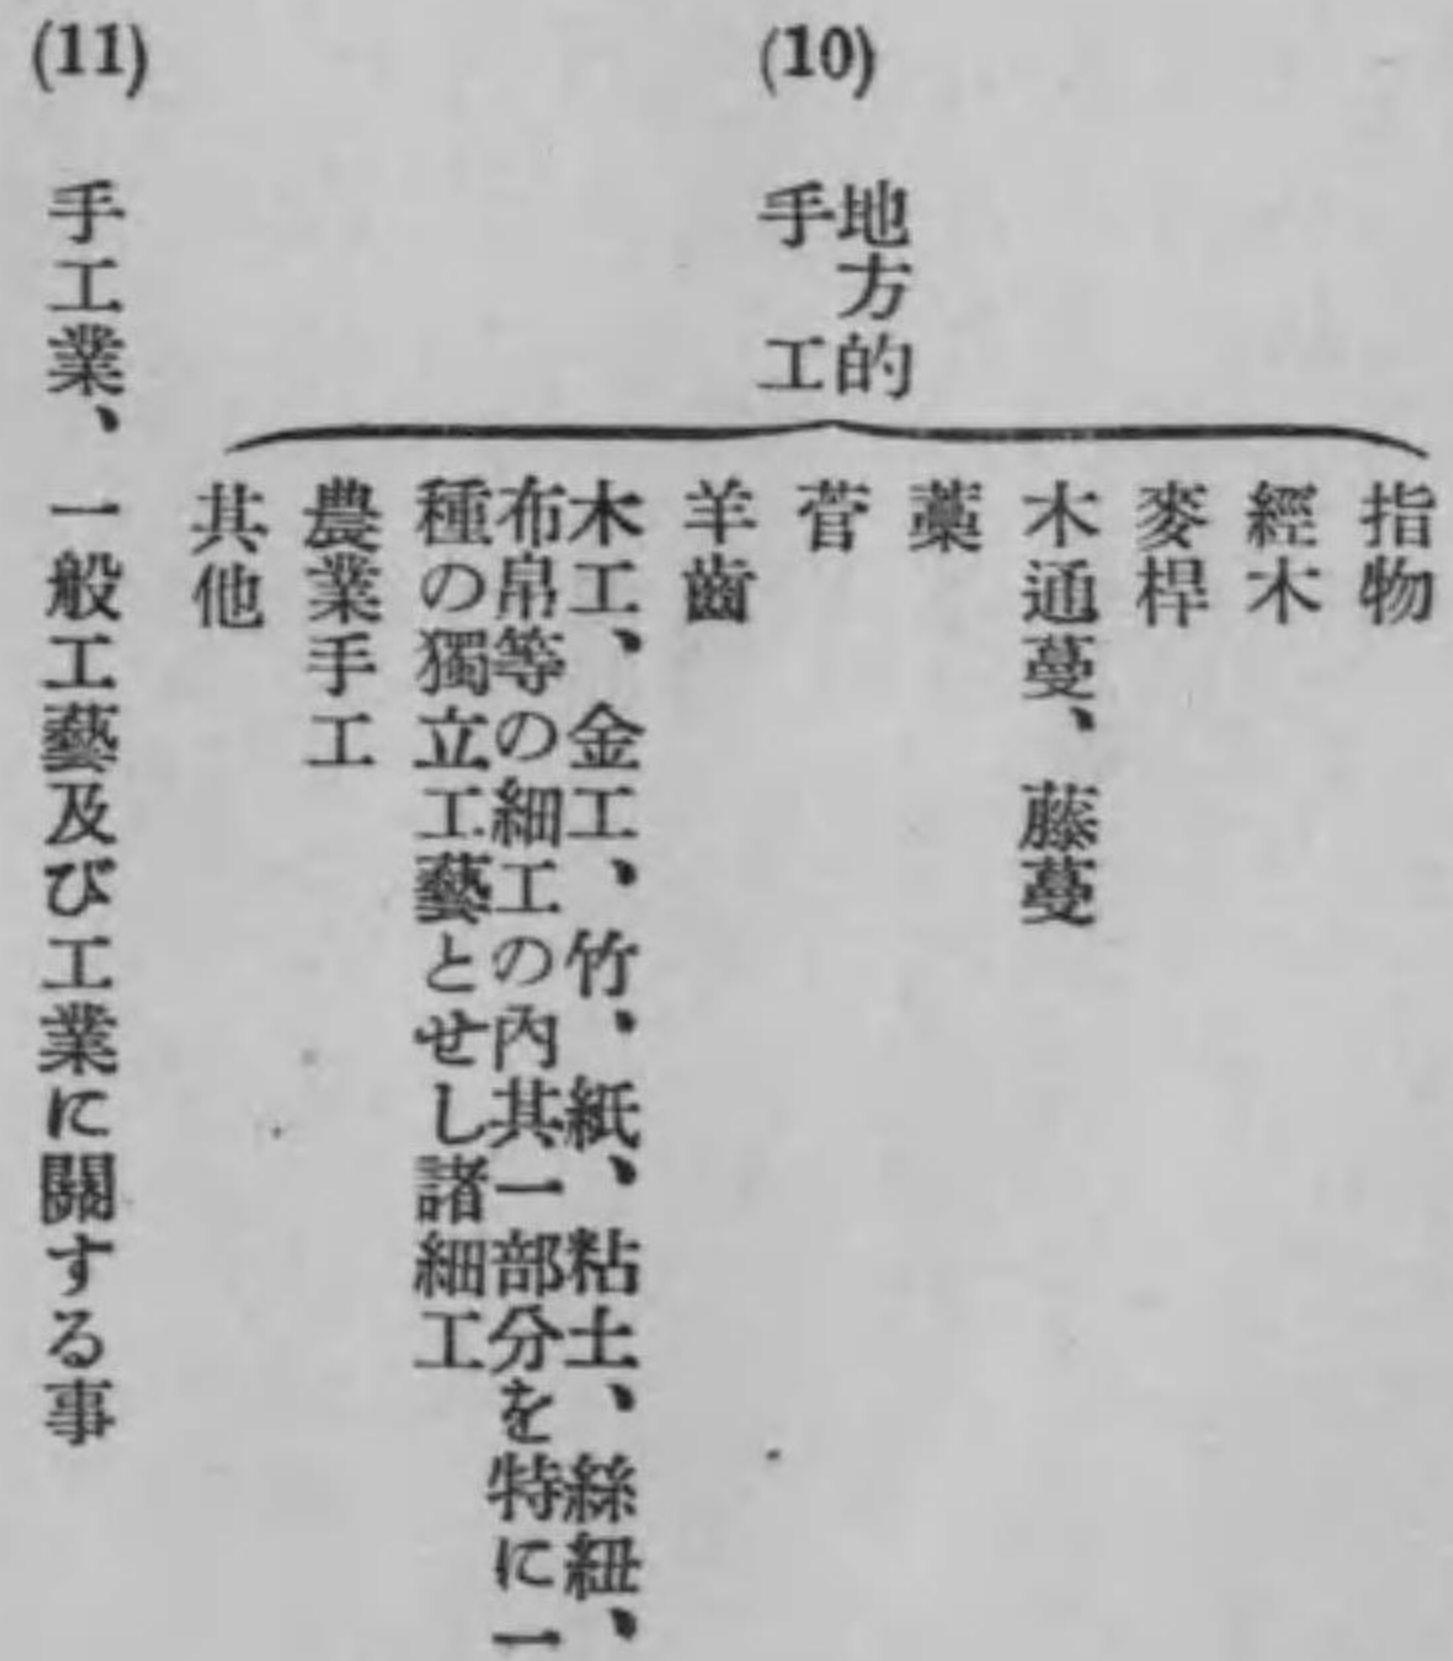 (10)
地方的
手工
指物
經木
麥桿
木通蔓、藤蔓
藁
菅
羊齒
木工、金工、竹、紙、粘土、絲紐、
布帛等の細工の內其一部分を特に一
種の獨立工藝とせし諸細工
農業手工
其他
(11) 手工業、一般工藝及び工業に關する事